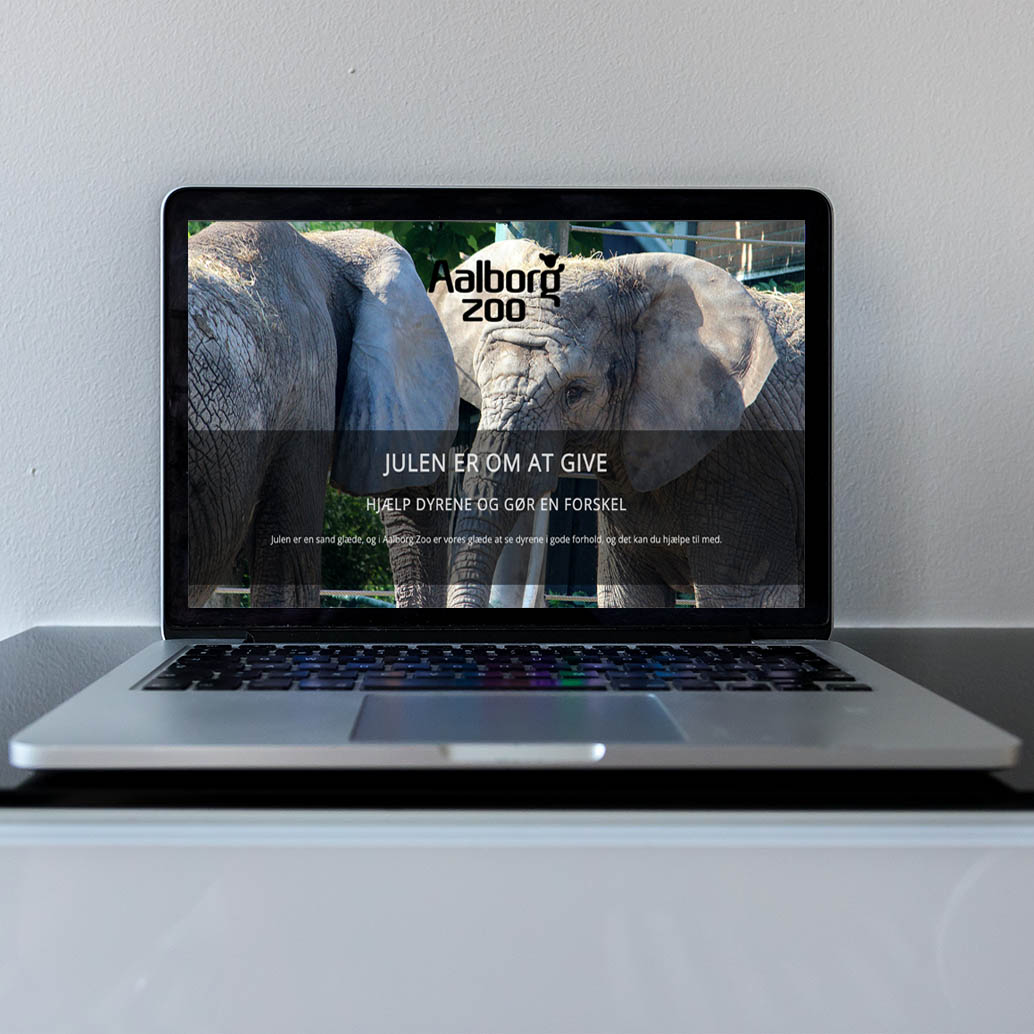 Aalborg
zoo
JULEN ER OM AT GIVE
HJÆLP DYRENE OG GØR EN FORSKEL
Julen er en sand glæde, og i Aalborg Zoo er vores glæde at se dyrene i gode forhold, og det kan du hjælpe til med.